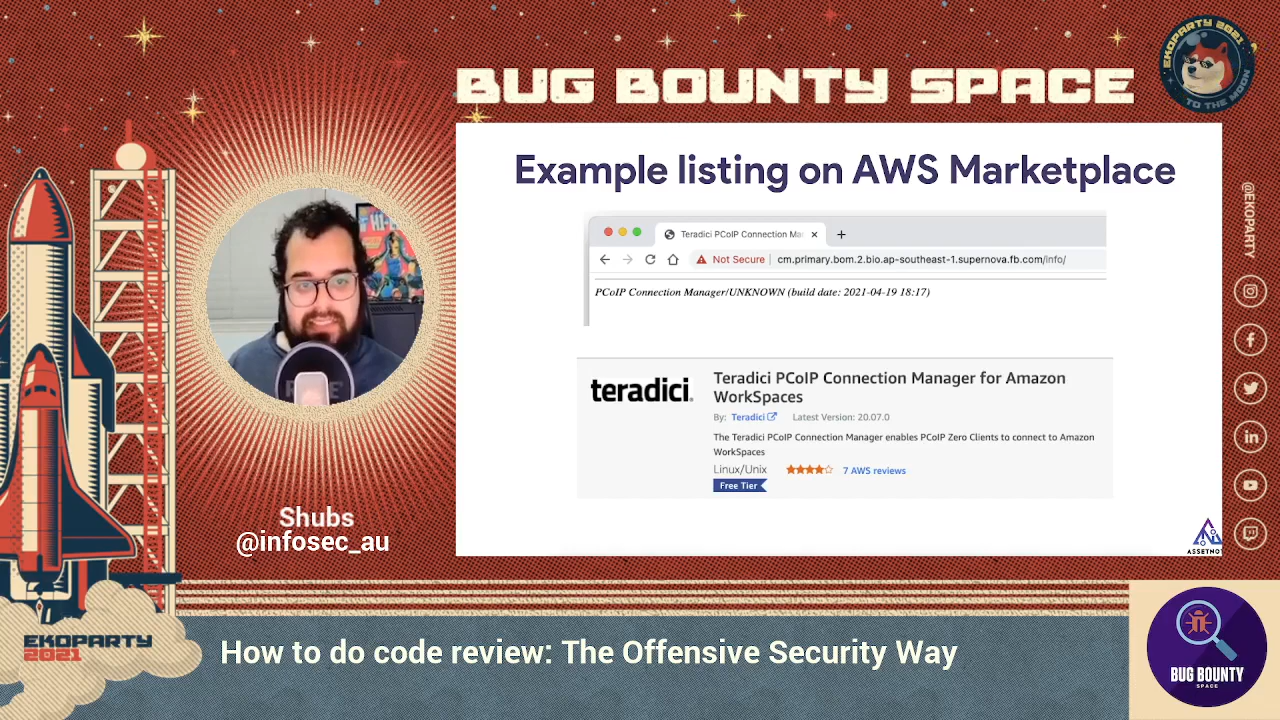 BUG BOUNTY SPACE
EKOPARTY 2021
TO THE MOON
Example listing on AWS Marketplace
Teradici PCoIP Connection Ma
Not Secure
cm.primary.bom.2.bio.ap-southeast-1.supernova.fb.com/info/
PCoIP Connection Manager/UNKNOWN (build date: 2021-04-19 18:17)
teradici.
Teradici PCoIP Connection Manager for Amazon
WorkSpaces
By: Teradici Latest Version: 20.07.0
The Teradici PCoIP Connection Manager enables PCoIP Zero Clients to connect to Amazon
WorkSpaces
Linux/Unix 7 AWS reviews
Free Tier
ASSETNOT
@EKOPARTY
Shubs
@infosec_au
EKOPARTY
2021
How to do code review: The Offensive Security Way
BUG BOUNTY
SPACE